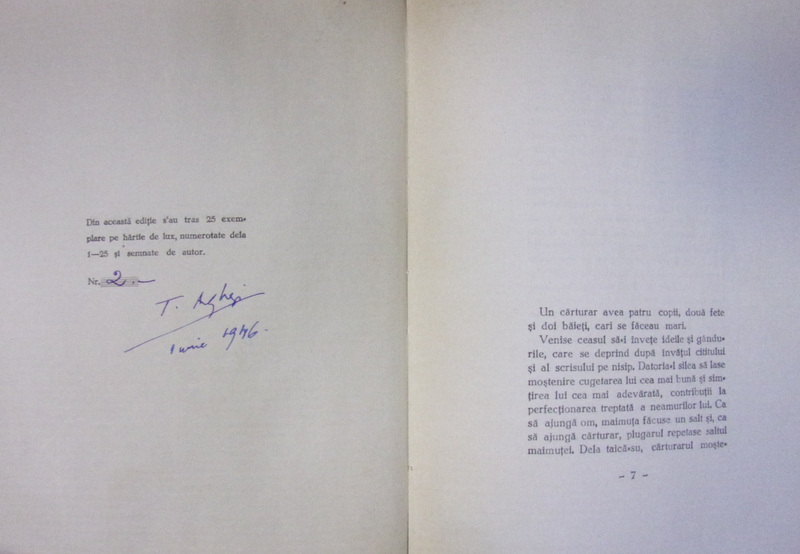 Din această ediție s'au tras 25 exem-
plare pe hârtie de lux, numerotate dela
1—25 și semnate de autor.
Nr. 2.—
T. Arghezi
Iunie 1946.
Un cărturar avea patru copii, două fete
și doi băieți, cari se făceau mari.
Venise ceasul să-i învețe ideile și gându-
rile, care se deprind după învățul cititului
și al scrisului pe nisip. Datoria-l silea să lase
moștenire cugetarea lui cea mai bună și sim-
țirea lui cea mai adevărată, contribuții la
perfecționarea treptată a neamurilor lui. Ca
să ajungă om, maimuța făcuse un salt și, ca
să ajungă cărturar, plugarul repetase saltul
maimuței. Dela taică-su, cărturarul moște-
– 7 –